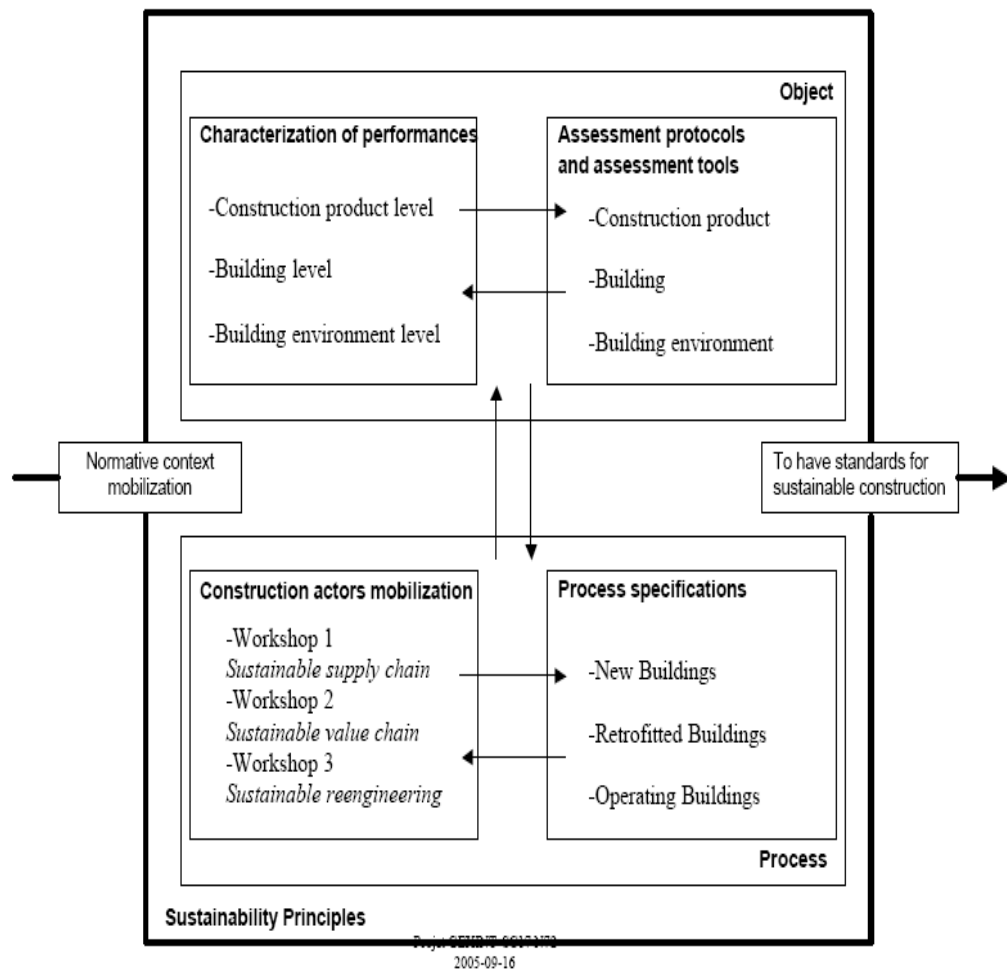 Object
Characterization of performances
-Construction product level
-Building level
-Building environment level
Assessment protocols
and assessment tools
-Construction product
-Building
-Building environment
Normative context
mobilization
To have standards for
sustainable construction
Construction actors mobilization
-Workshop 1
Sustainable supply chain
-Workshop 2
Sustainable value chain
-Workshop 3
Sustainable reengineering
Process specifications
-New Buildings
-Retrofitted Buildings
-Operating Buildings
Process
Sustainability Principles
Projet
2005-09-16